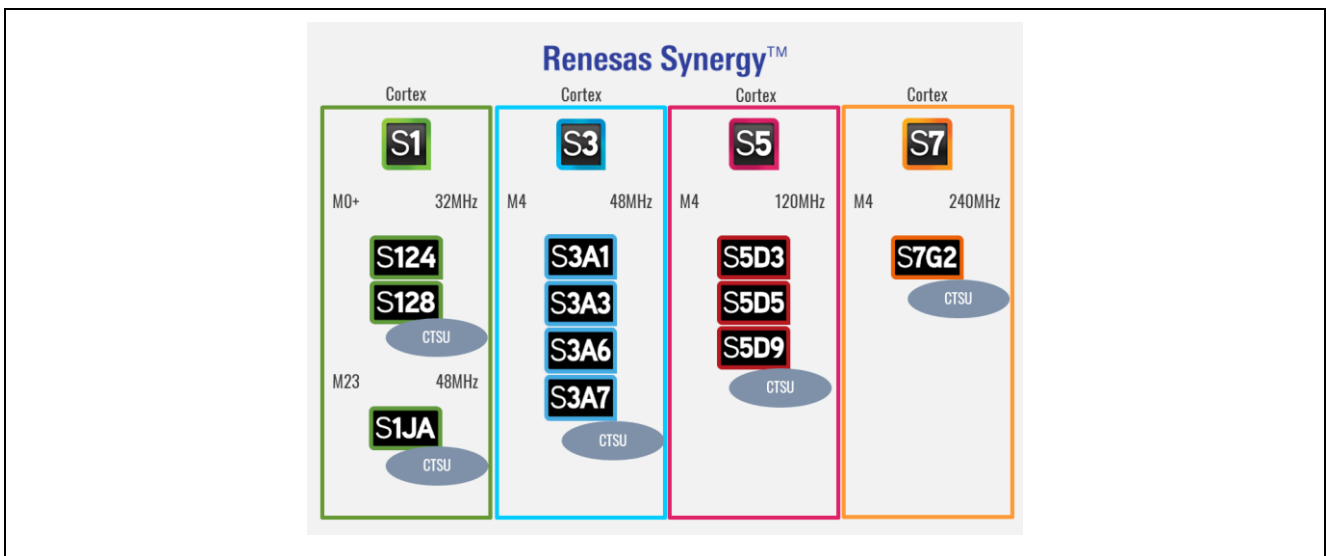 Renesas Synergy™
Cortex
S1
M0+ 32MHz
S124
S128
CTSU
M23 48MHz
S1JA
CTSU
Cortex
S3
M4 48MHz
S3A1
S3A3
S3A6
S3A7
CTSU
Cortex
S5
M4 120MHz
S5D3
S5D5
S5D9
CTSU
Cortex
S7
M4 240MHz
S7G2
CTSU